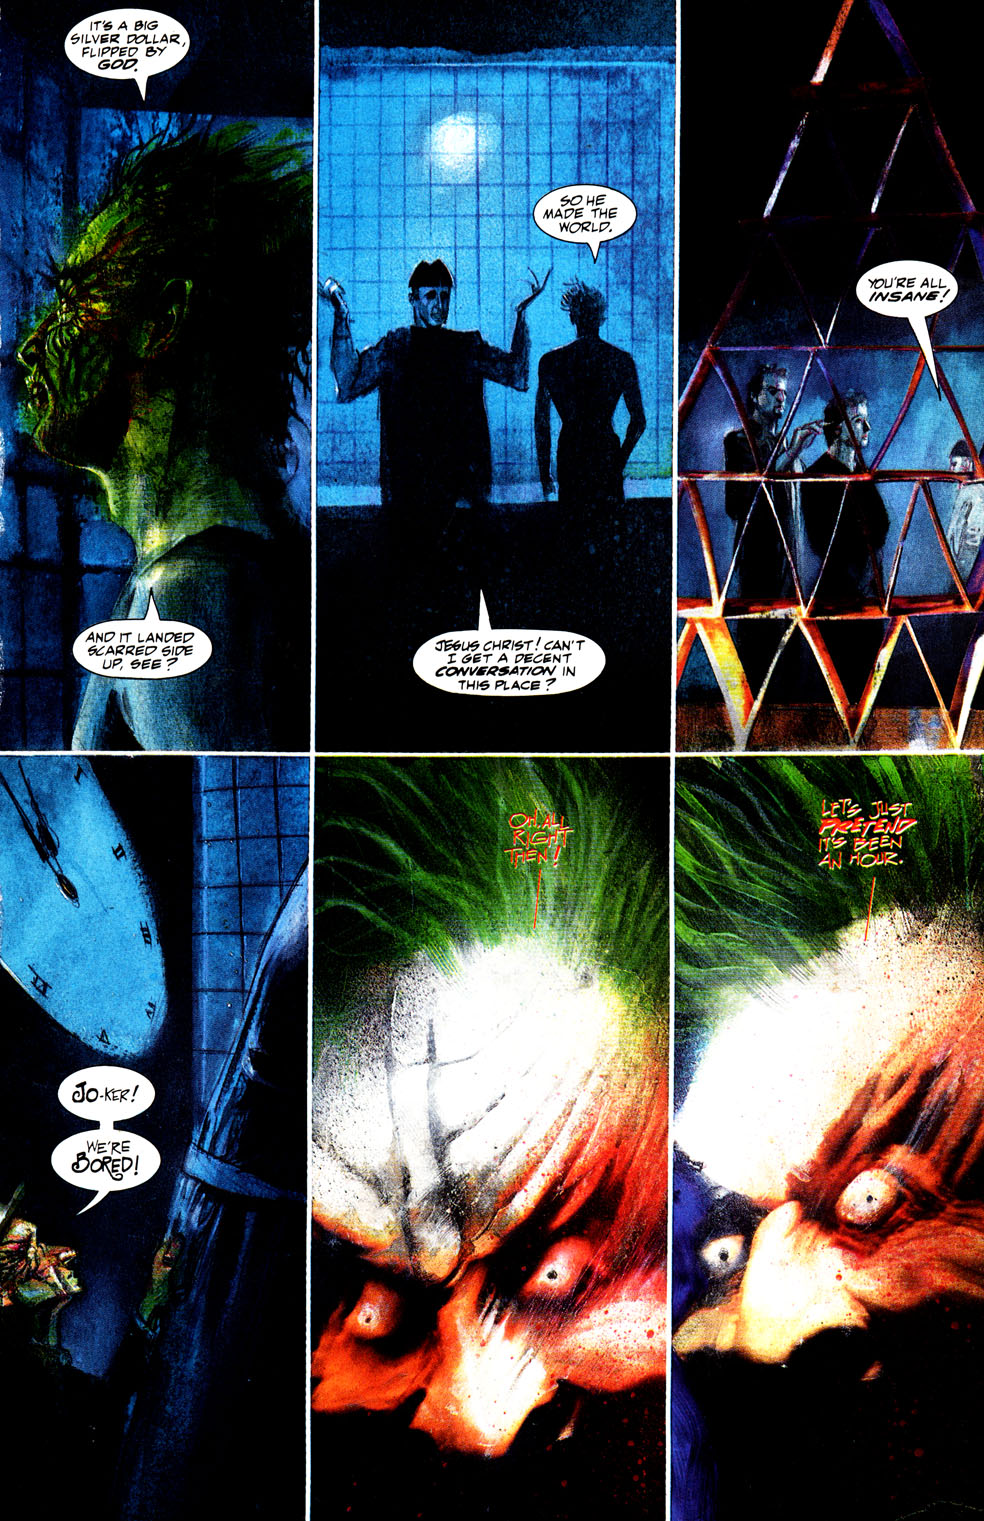 IT'S A BIG
SILVER DOLLAR,
FLIPPED BY
GOD.
AND IT LANDED
SCARRED SIDE
UP, SEE?
SO HE
MADE THE
WORLD.
JESUS CHRIST! CAN'T
I GET A DECENT
CONVERSATION IN
THIS PLACE?
YOU'RE ALL
INSANE!
I
II
III
JO-KER!
WE'RE
BORED!
OH, ALL
RIGHT
THEN!
LET'S JUST
PRETEND
IT'S BEEN
AN HOUR.